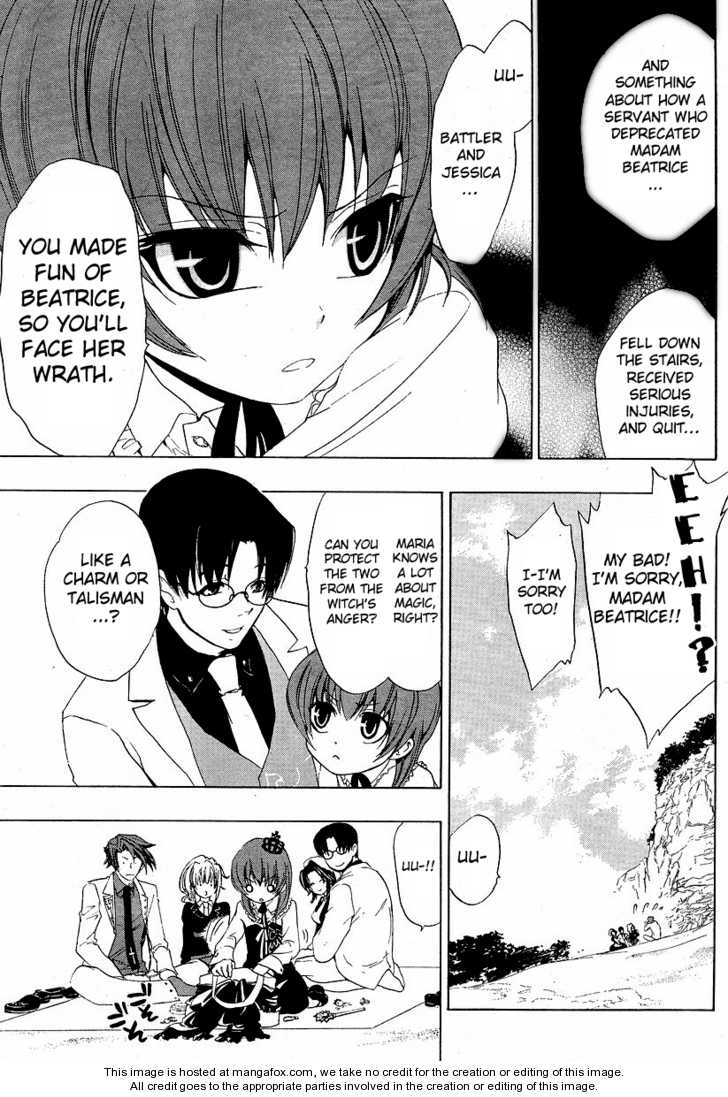 AND
SOMETHING
ABOUT HOW A
SERVANT WHO
DEPRECATED
MADAM
BEATRICE
...
FELL DOWN
THE STAIRS,
RECEIVED
SERIOUS
INJURIES,
AND QUIT...
UU-
BATTLER
AND
JESSICA
...
YOU MADE
FUN OF
BEATRICE,
SO YOU'LL
FACE HER
WRATH.
EEH!?
MY BAD!
I'M SORRY,
MADAM
BEATRICE!!
I-I'M
SORRY
TOO!
UU-
MARIA
KNOWS
A LOT
ABOUT
MAGIC,
RIGHT?
CAN YOU
PROTECT
THE TWO
FROM THE
WITCH'S
ANGER?
LIKE A
CHARM OR
TALISMAN
...?
UU-!!
This image is hosted at mangafox.com, we take no credit for the creation or editing of this image.
All credit goes to the appropriate parties involved in the creation or editing of this image.